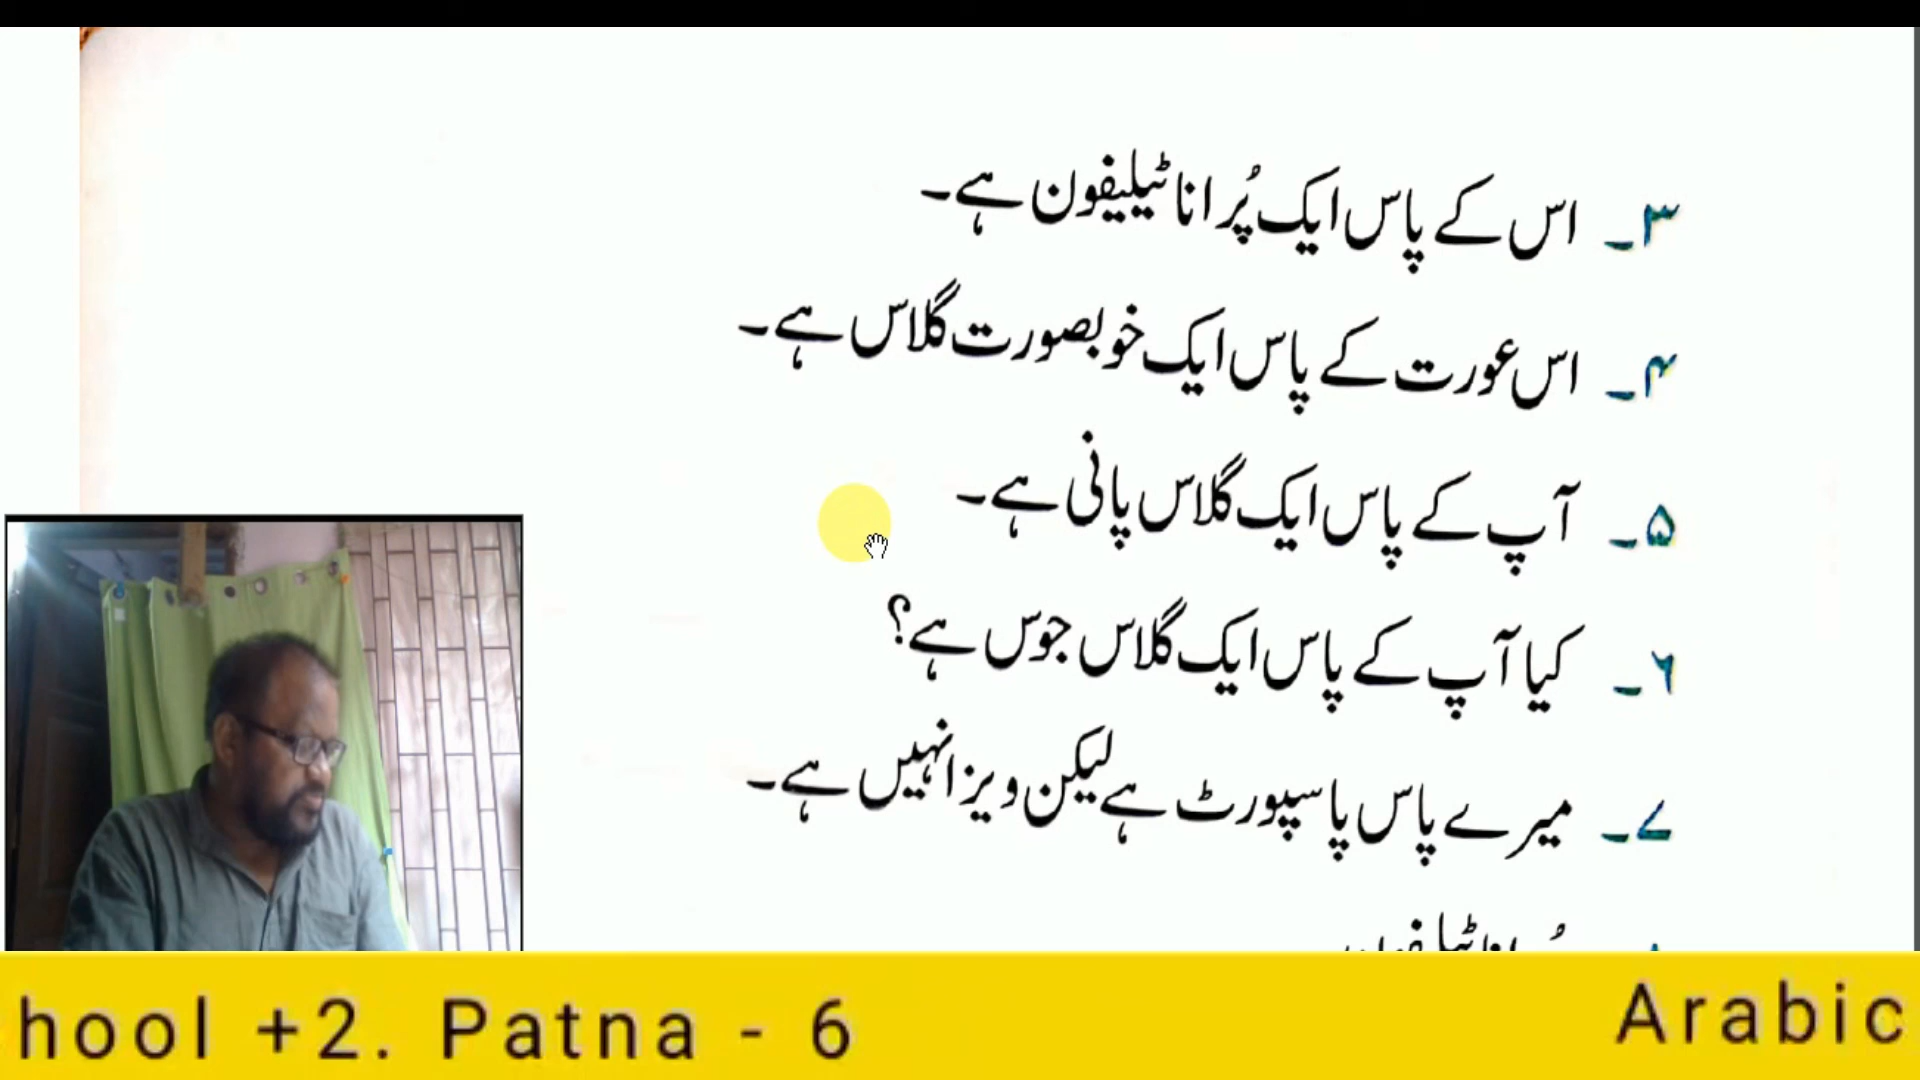 ۳۔ اس کے پاس ایک پُرانا ٹیلیفون ہے۔
۴۔ اس عورت کے پاس ایک خوبصورت گلاس ہے۔
۵۔ آپ کے پاس ایک گلاس پانی ہے۔
۶۔ کیا آپ کے پاس ایک گلاس جوس ہے؟
۷۔ میرے پاس پاسپورٹ ہے لیکن ویزا نہیں ہے۔
hool +2. Patna - 6 Arabic